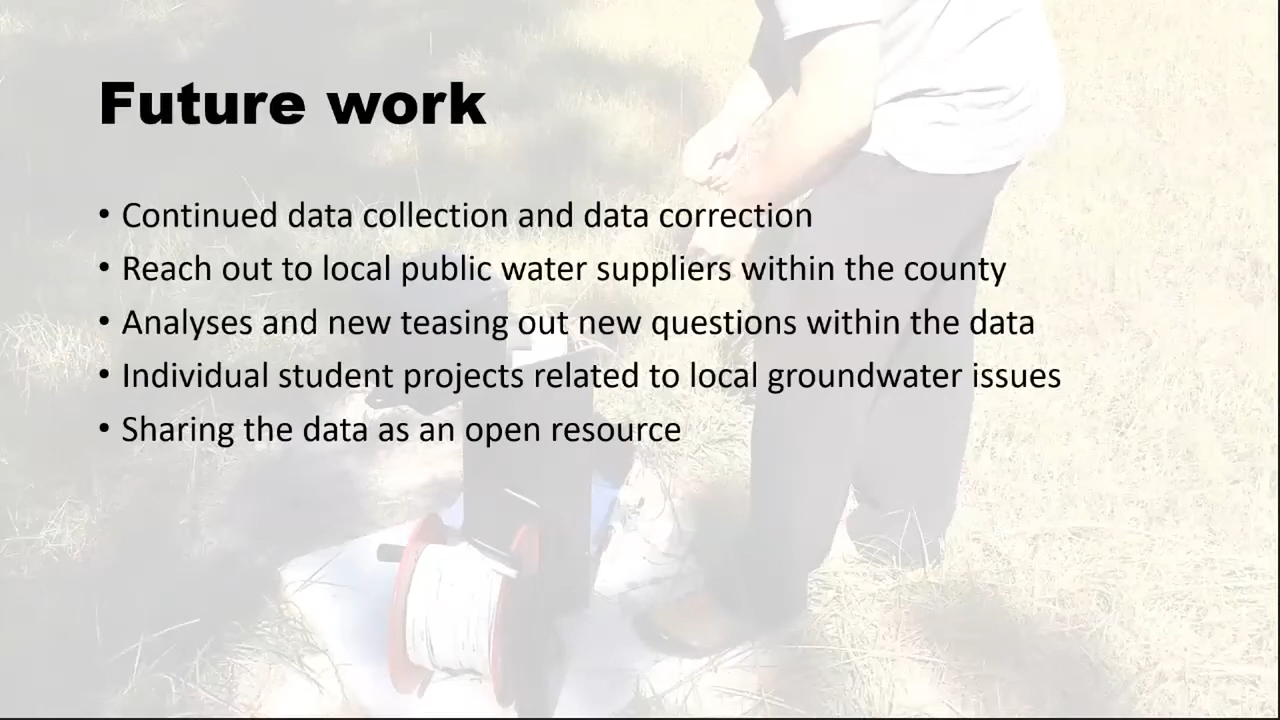 Future work
• Continued data collection and data correction
• Reach out to local public water suppliers within the county
• Analyses and new teasing out new questions within the data
• Individual student projects related to local groundwater issues
• Sharing the data as an open resource